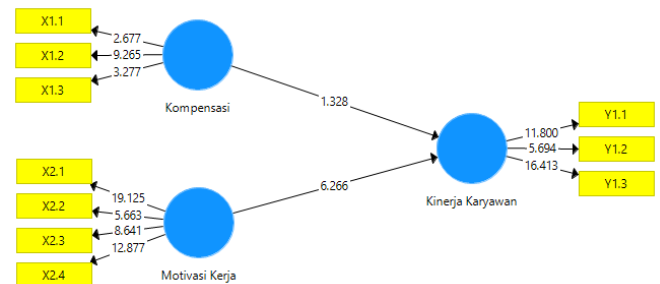 X1.1
2.677
X1.2
9.265
X1.3
3.277
Kompensasi
1.328
Y1.1
11.800
Y1.2
5.694
Y1.3
16.413
Kinerja Karyawan
6.266
X2.1
19.125
X2.2
5.663
X2.3
8.641
X2.4
12.877
Motivasi Kerja